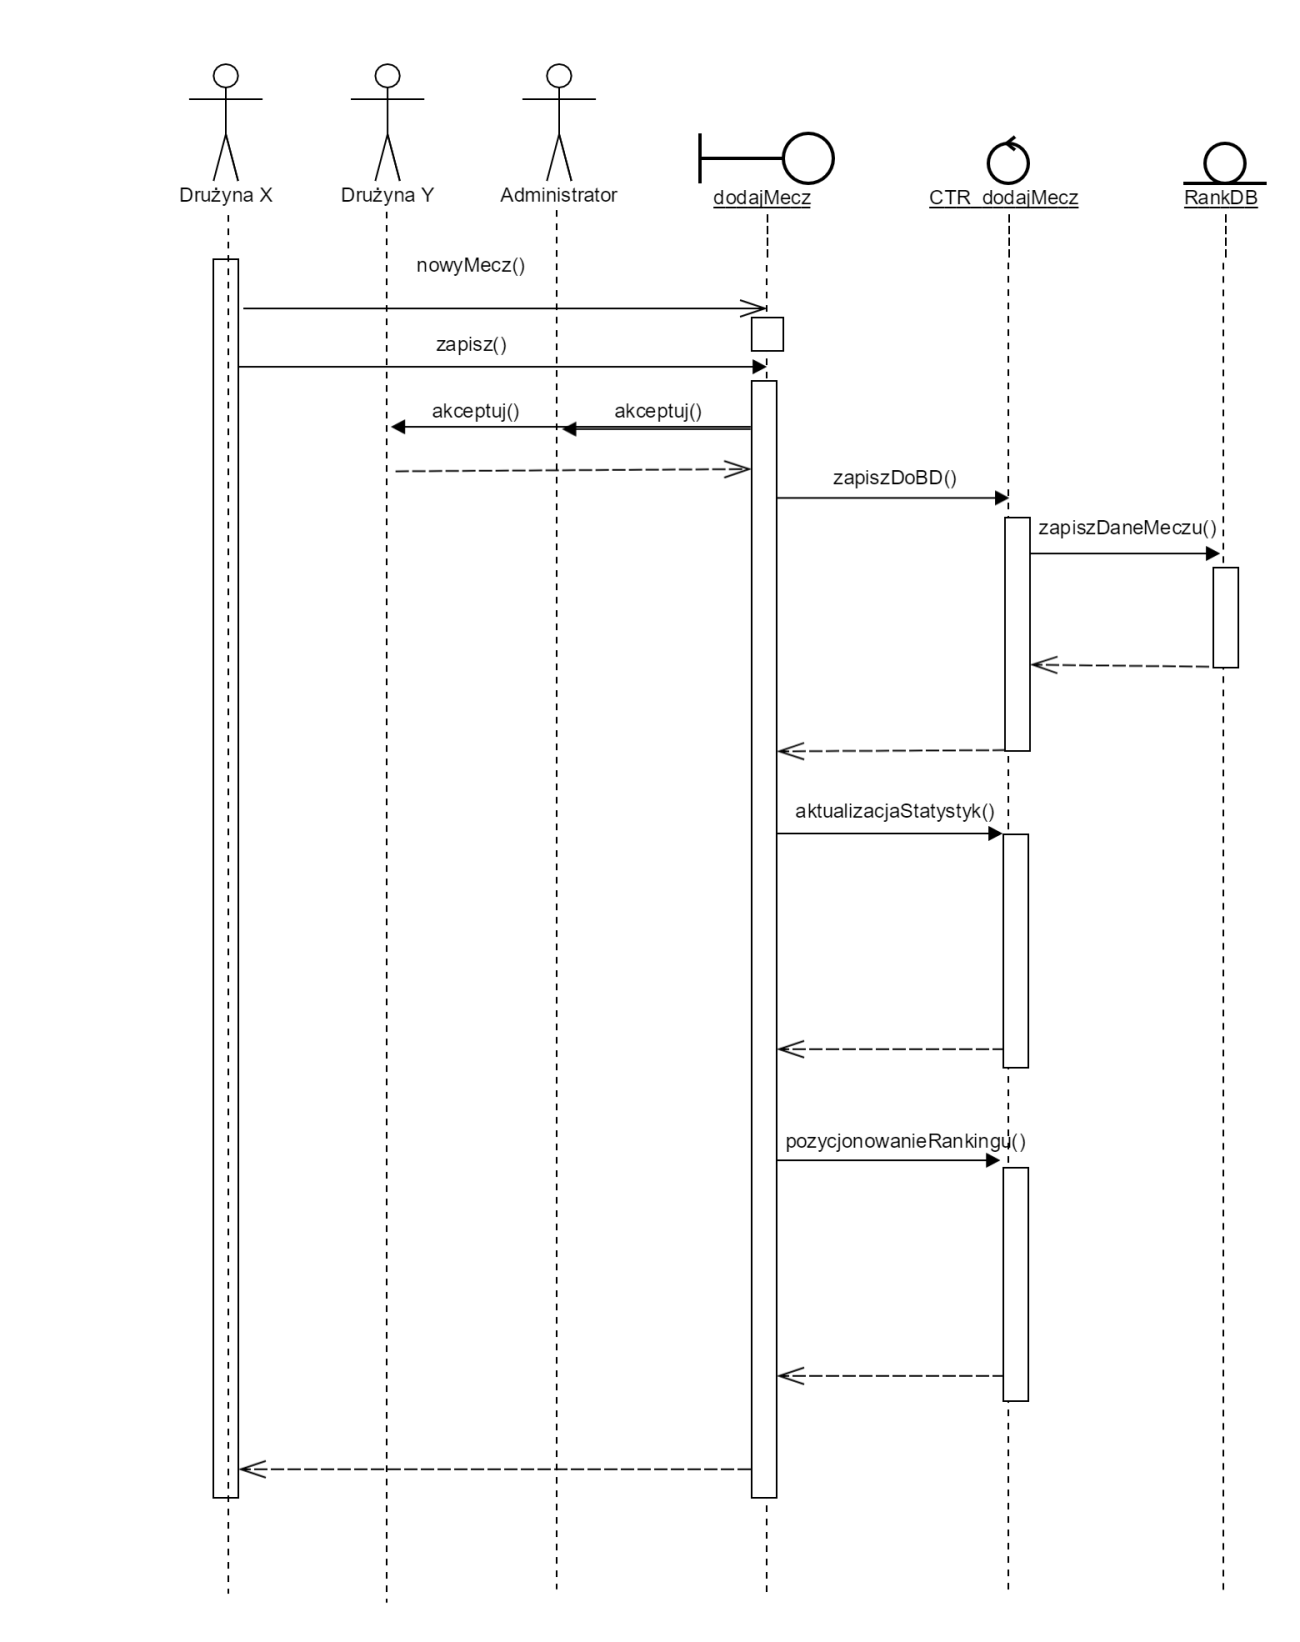 Drużyna X
Drużyna Y
Administrator
dodajMecz
CTR_dodajMecz
RankDB
nowyMecz()
zapisz()
akceptuj()
akceptuj()
zapiszDoBD()
zapiszDaneMeczu()
aktualizacjaStatystyk()
pozycjonowanieRankingu()